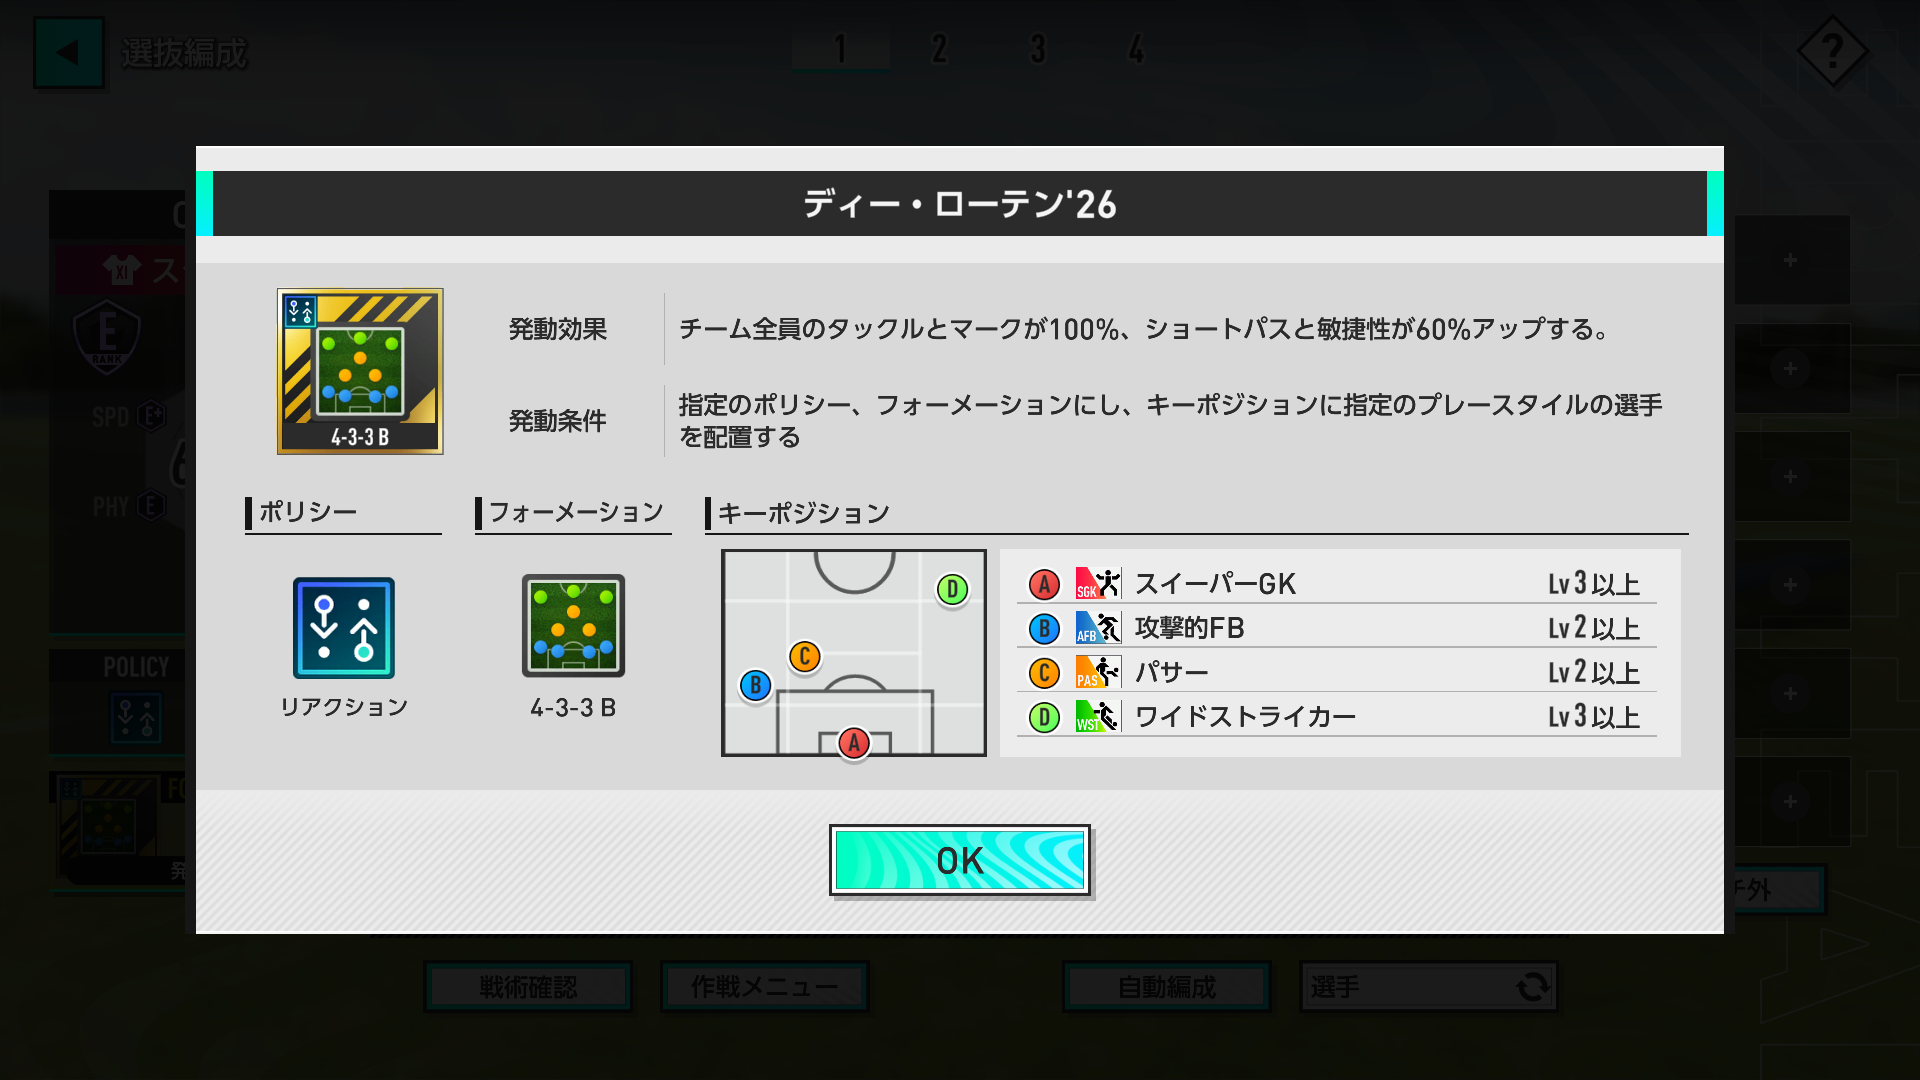 選抜編成
1 2 3 4
?
ディー・ローテン'26
XI ス
E
RANK
SPD E+
PHY E
POLICY
4-3-3 B
発動効果
チーム全員のタックルとマークが100%、ショートパスと敏捷性が60%アップする。
発動条件
指定のポリシー、フォーメーションにし、キーポジションに指定のプレースタイルの選手
を配置する
ポリシー
リアクション
フォーメーション
4-3-3 B
キーポジション
D
C
B
A
A SGK スイーパーGK Lv 3 以上
B AFB 攻撃的FB Lv 2 以上
C PAS パサー Lv 2 以上
D WST ワイドストライカー Lv 3 以上
OK
外
戦術確認
作戦メニュー
自動編成
選手